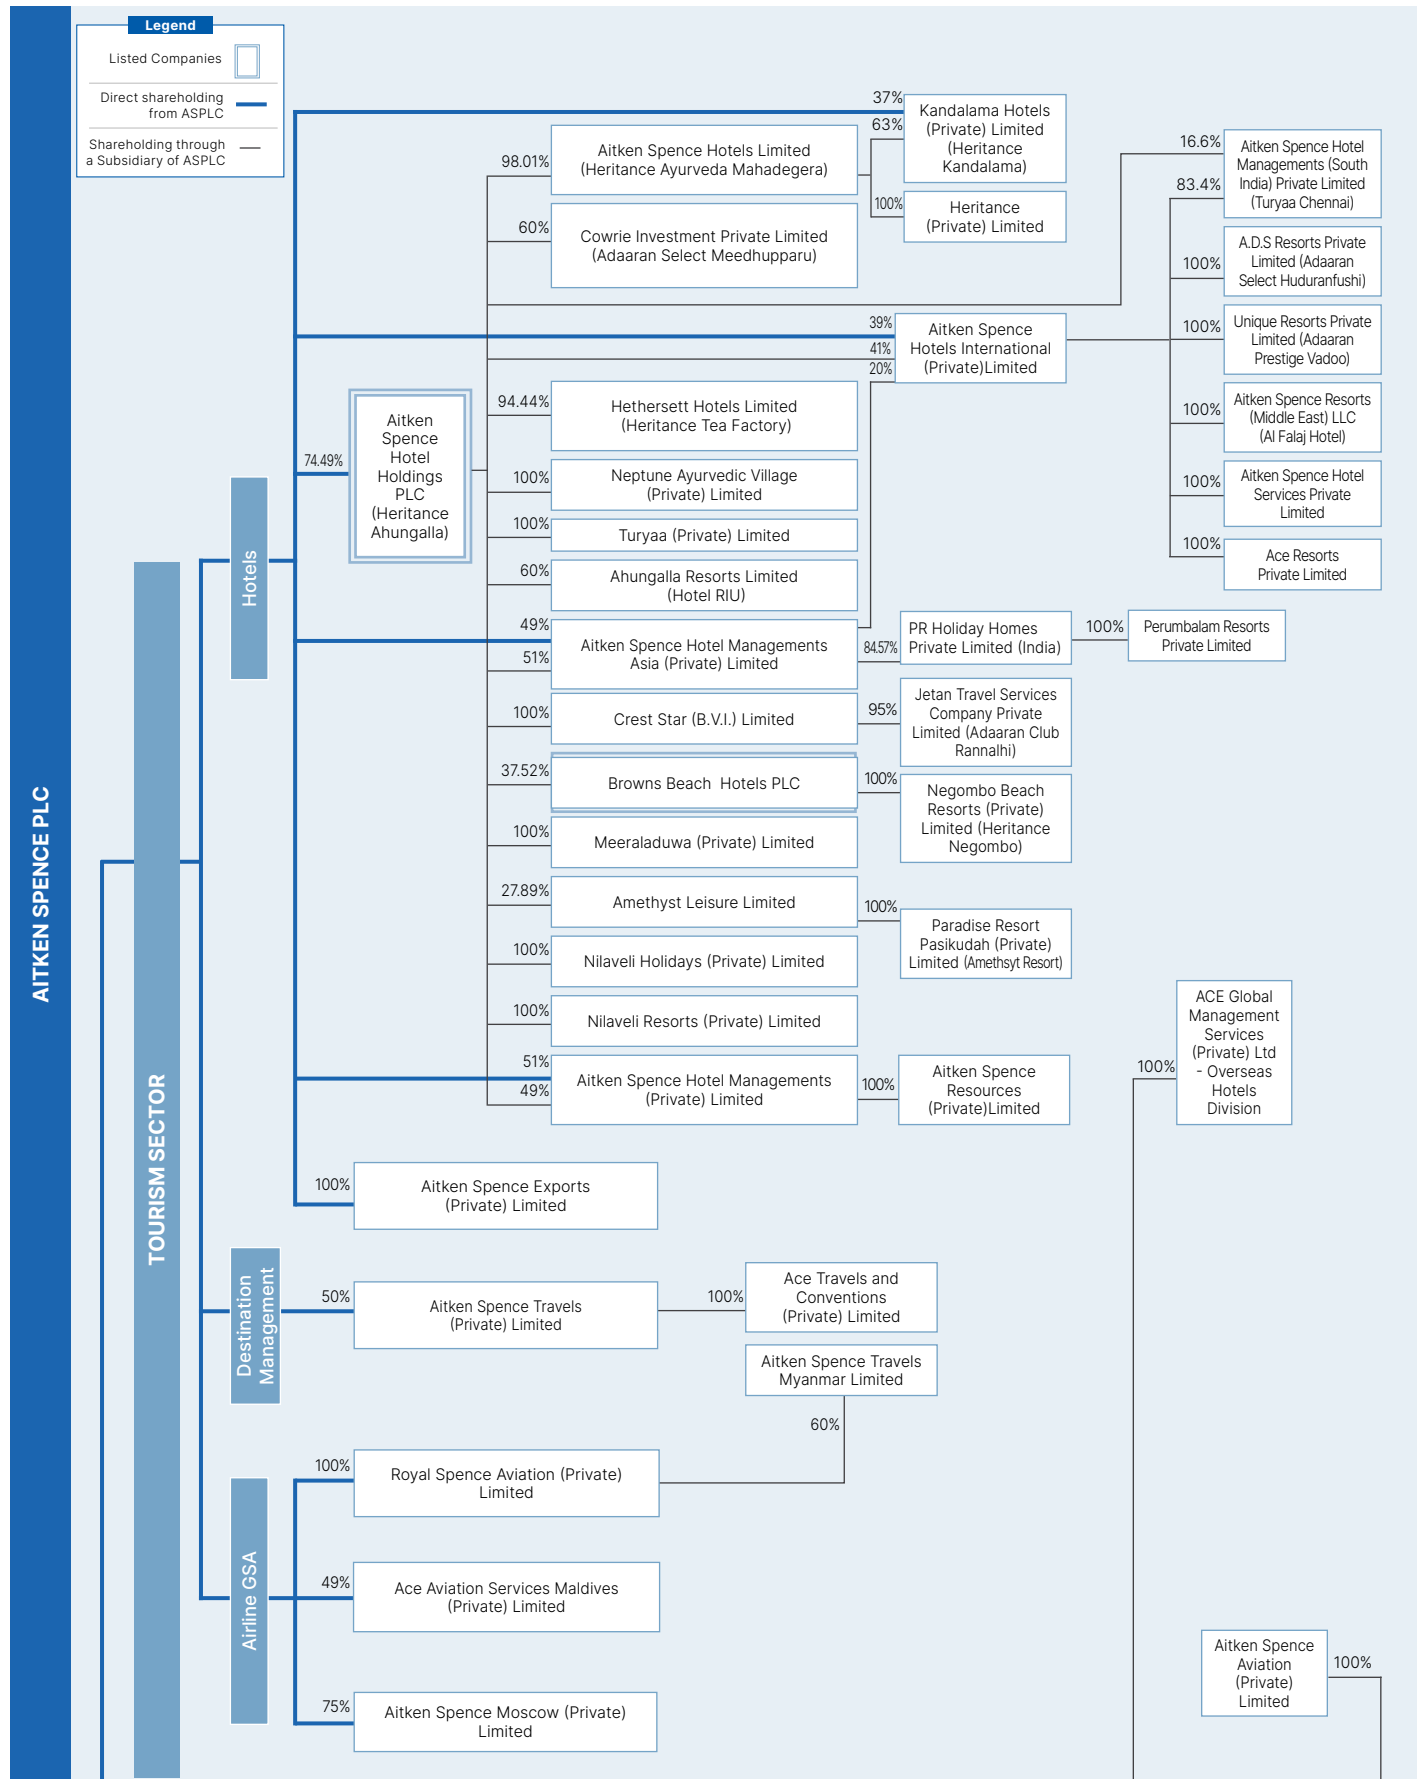 Legend
Listed Companies
Direct shareholding
from ASPLC
Shareholding through
a Subsidiary of ASPLC
AITKEN SPENCE PLC
TOURISM SECTOR
Hotels
74.49%
Aitken
Spence
Hotel
Holdings
PLC
(Heritance
Ahungalla)
98.01%
Aitken Spence Hotels Limited
(Heritance Ayurveda Mahadegera)
37%
63%
Kandalama Hotels
(Private) Limited
(Heritance
Kandalama)
100%
Heritance
(Private) Limited
60%
Cowrie Investment Private Limited
(Adaaran Select Meedhupparu)
16.6%
83.4%
Aitken Spence Hotel
Managements (South
India) Private Limited
(Turyaa Chennai)
39%
41%
20%
Aitken Spence
Hotels International
(Private)Limited
100%
A.D.S Resorts Private
Limited (Adaaran
Select Huduranfushi)
100%
Unique Resorts Private
Limited (Adaaran
Prestige Vadoo)
100%
Aitken Spence Resorts
(Middle East) LLC
(Al Falaj Hotel)
100%
Aitken Spence Hotel
Services Private
Limited
100%
Ace Resorts
Private Limited
94.44%
Hethersett Hotels Limited
(Heritance Tea Factory)
100%
Neptune Ayurvedic Village
(Private) Limited
100%
Turyaa (Private) Limited
60%
Ahungalla Resorts Limited
(Hotel RIU)
49%
51%
Aitken Spence Hotel Managements
Asia (Private) Limited
84.57%
PR Holiday Homes
Private Limited (India)
100%
Perumbalam Resorts
Private Limited
100%
Crest Star (B.V.I.) Limited
95%
Jetan Travel Services
Company Private
Limited (Adaaran Club
Rannalhi)
37.52%
Browns Beach Hotels PLC
100%
Negombo Beach
Resorts (Private)
Limited (Heritance
Negombo)
100%
Meeraladuwa (Private) Limited
27.89%
Amethyst Leisure Limited
100%
Paradise Resort
Pasikudah (Private)
Limited (Amethsyt Resort)
100%
Nilaveli Holidays (Private) Limited
100%
Nilaveli Resorts (Private) Limited
51%
49%
Aitken Spence Hotel Managements
(Private) Limited
100%
Aitken Spence
Resources
(Private)Limited
100%
ACE Global
Management
Services
(Private) Ltd
- Overseas
Hotels
Division
100%
Aitken Spence Exports
(Private) Limited
Destination
Management
50%
Aitken Spence Travels
(Private) Limited
100%
Ace Travels and
Conventions
(Private) Limited
Aitken Spence Travels
Myanmar Limited
60%
Airline GSA
100%
Royal Spence Aviation (Private)
Limited
49%
Ace Aviation Services Maldives
(Private) Limited
75%
Aitken Spence Moscow (Private)
Limited
Aitken Spence
Aviation
(Private)
Limited
100%